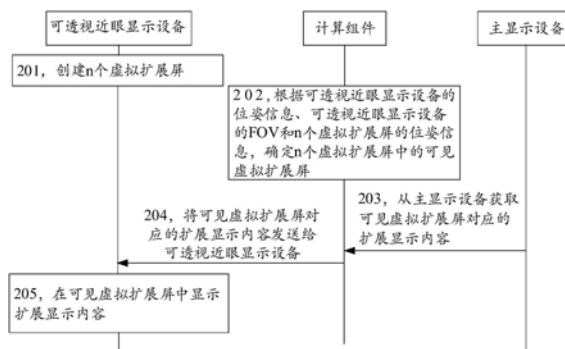 可透视近眼显示设备
计算组件
主显示设备
201，创建n个虚拟扩展屏
202,根据可透视近眼显示设备的
位姿信息、可透视近眼显示设备
的FOV和n个虚拟扩展屏的位姿信
息，确定n个虚拟扩展屏中的可见
虚拟扩展屏
203，从主显示设备获取
可见虚拟扩展屏对应的
扩展显示内容
204，将可见虚拟扩展屏对
应的扩展显示内容发送给
可透视近眼显示设备
205，在可见虚拟扩展屏中显示
扩展显示内容